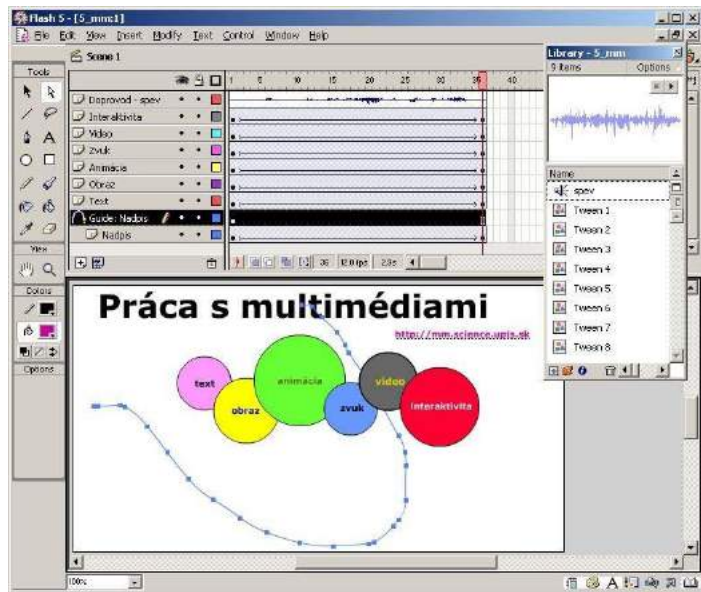 Flash 5 - [5_mm:1]
File Edit View Insert Modify Text Control Window Help
Scene 1
Tools
View
Colors
Options
1 5 10 15 20 25 30 35 40
Doprovod - spev
Interaktivita
Video
Zvuk
Animácia
Obraz
Text
Guide: Nadpis
Nadpis
36 12.0 fps 2.9s
Library - 5_mm
9 items Options
Name
spev
Tween 1
Tween 2
Tween 3
Tween 4
Tween 5
Tween 6
Tween 7
Tween 8
Práca s multimédiami
http://mm.science.upjs.sk
text
obraz
animácia
zvuk
video
interaktivita
100%